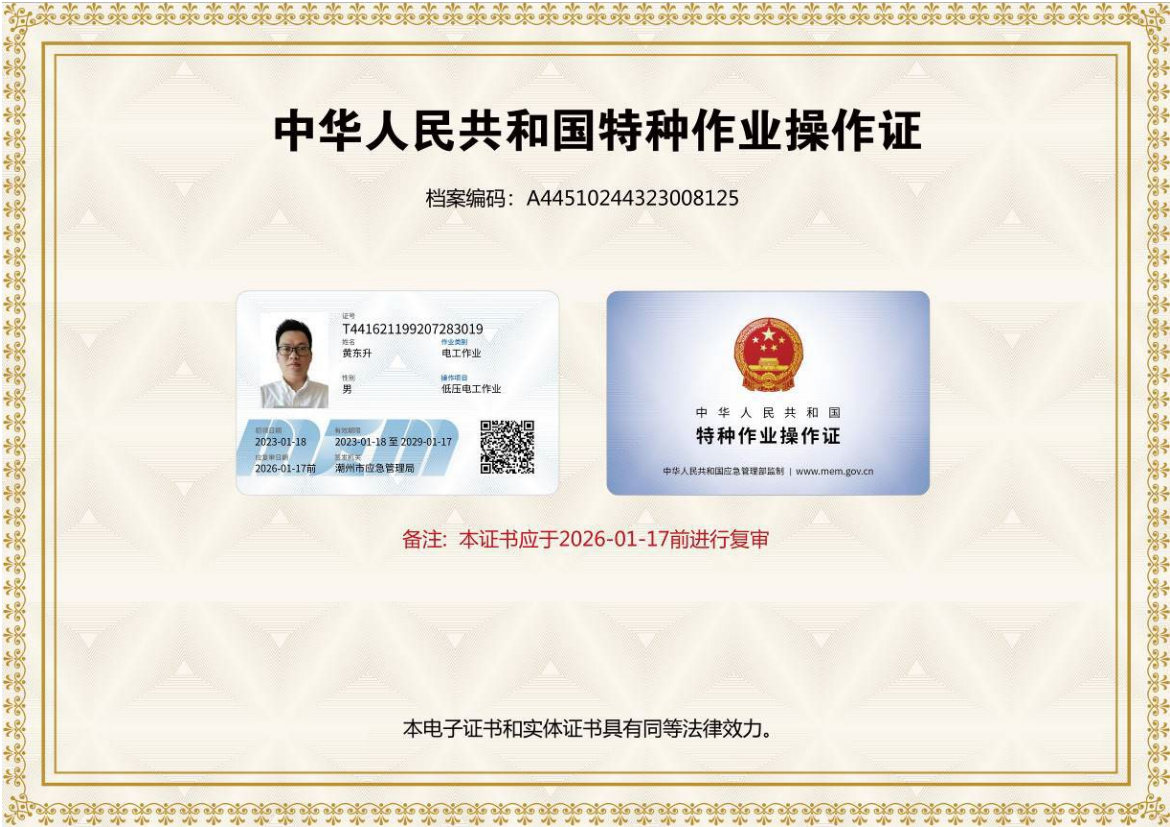 中华人民共和国特种作业操作证
档案编码：A44510244323008125
证号
T441621199207283019
姓名 作业类别
黄东升 电工作业
性别 操作项目
男 低压电工作业
初领日期 有效期限
2023-01-18 2023-01-18 至 2029-01-17
应复审日期 签发机关
2026-01-17前 潮州市应急管理局
中华人民共和国
特种作业操作证
中华人民共和国应急管理部监制 | www.mem.gov.cn
备注：本证书应于2026-01-17前进行复审
本电子证书和实体证书具有同等法律效力。